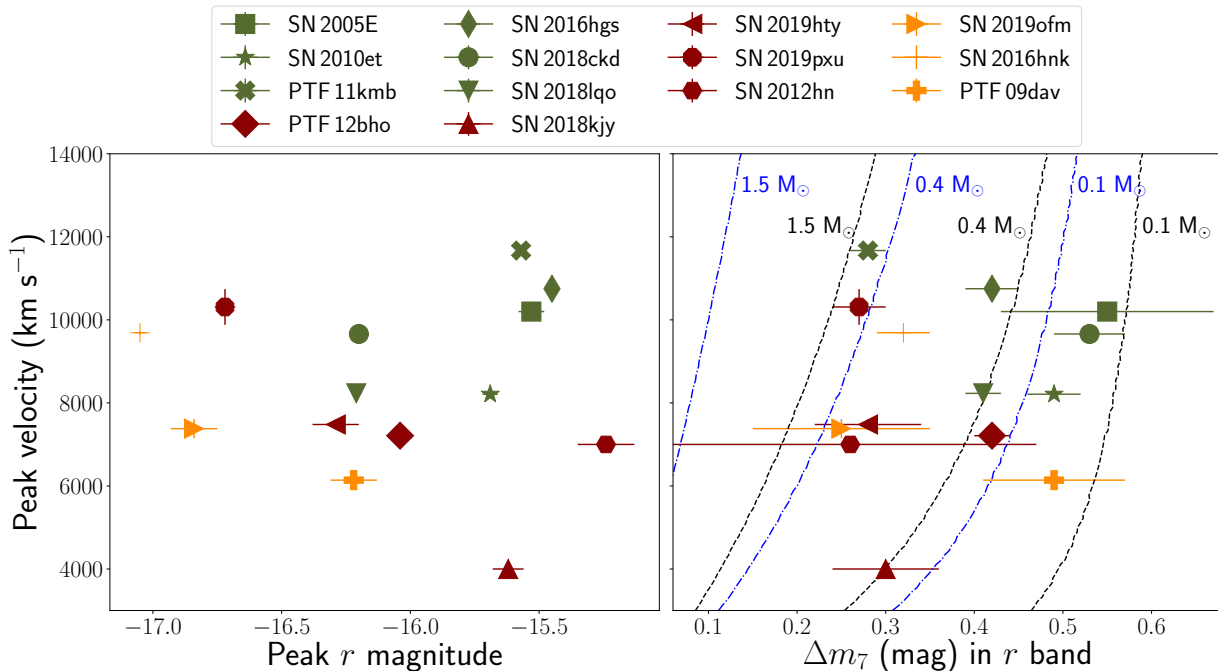 SN 2005E SN 2016hgs SN 2019hty SN 2019ofm
SN 2010et SN 2018ckd SN 2019pxu SN 2016hnk
PTF 11kmb SN 2018lqo SN 2012hn PTF 09dav
PTF 12bho SN 2018kjy
14000
12000
10000
8000
6000
4000
Peak velocity (km s⁻¹)
−17.0 −16.5 −16.0 −15.5
Peak r magnitude
1.5 M⊙ 0.4 M⊙ 0.1 M⊙
1.5 M⊙ 0.4 M⊙ 0.1 M⊙
0.1 0.2 0.3 0.4 0.5 0.6
Δm₇ (mag) in r band